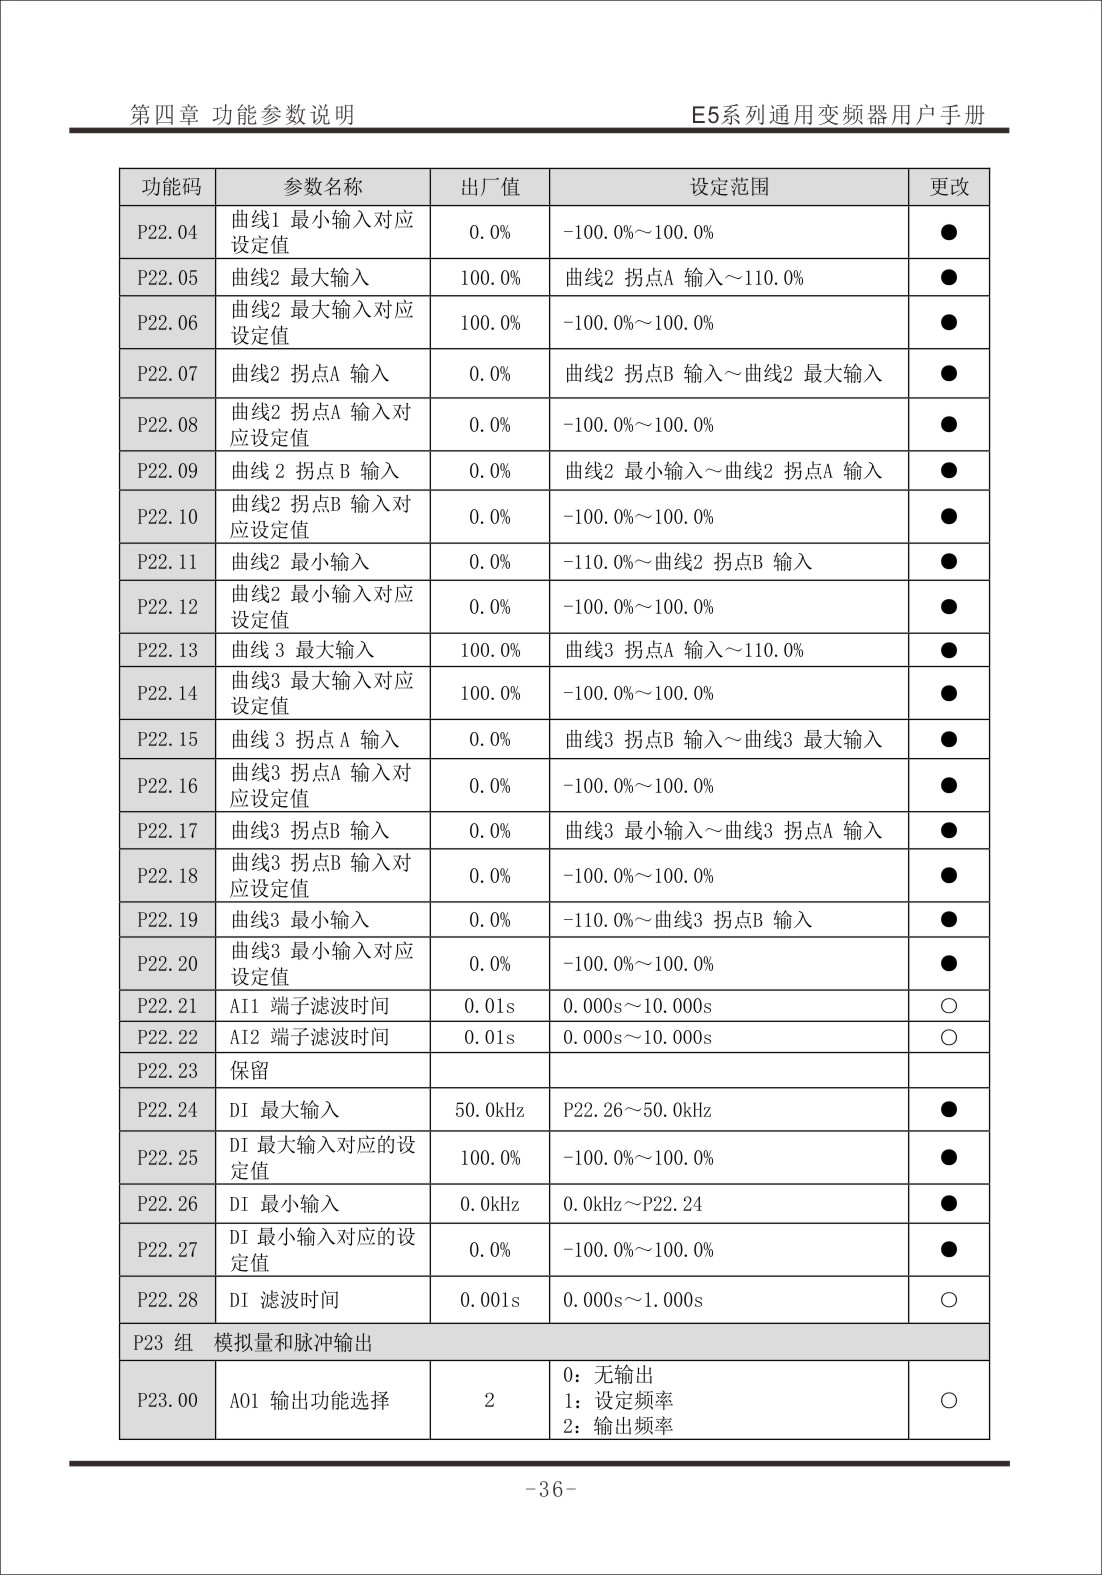 第四章 功能参数说明
E5系列通用变频器用户手册
功能码 参数名称 出厂值 设定范围 更改
P22.04 曲线1 最小输入对应设定值 0.0% -100.0%～100.0% ●
P22.05 曲线2 最大输入 100.0% 曲线2 拐点A 输入～110.0% ●
P22.06 曲线2 最大输入对应设定值 100.0% -100.0%～100.0% ●
P22.07 曲线2 拐点A 输入 0.0% 曲线2 拐点B 输入～曲线2 最大输入 ●
P22.08 曲线2 拐点A 输入对应设定值 0.0% -100.0%～100.0% ●
P22.09 曲线 2 拐点 B 输入 0.0% 曲线2 最小输入～曲线2 拐点A 输入 ●
P22.10 曲线2 拐点B 输入对应设定值 0.0% -100.0%～100.0% ●
P22.11 曲线2 最小输入 0.0% -110.0%～曲线2 拐点B 输入 ●
P22.12 曲线2 最小输入对应设定值 0.0% -100.0%～100.0% ●
P22.13 曲线 3 最大输入 100.0% 曲线3 拐点A 输入～110.0% ●
P22.14 曲线3 最大输入对应设定值 100.0% -100.0%～100.0% ●
P22.15 曲线 3 拐点 A 输入 0.0% 曲线3 拐点B 输入～曲线3 最大输入 ●
P22.16 曲线3 拐点A 输入对应设定值 0.0% -100.0%～100.0% ●
P22.17 曲线3 拐点B 输入 0.0% 曲线3 最小输入～曲线3 拐点A 输入 ●
P22.18 曲线3 拐点B 输入对应设定值 0.0% -100.0%～100.0% ●
P22.19 曲线3 最小输入 0.0% -110.0%～曲线3 拐点B 输入 ●
P22.20 曲线3 最小输入对应设定值 0.0% -100.0%～100.0% ●
P22.21 AI1 端子滤波时间 0.01s 0.000s～10.000s ○
P22.22 AI2 端子滤波时间 0.01s 0.000s～10.000s ○
P22.23 保留
P22.24 DI 最大输入 50.0kHz P22.26～50.0kHz ●
P22.25 DI 最大输入对应的设定值 100.0% -100.0%～100.0% ●
P22.26 DI 最小输入 0.0kHz 0.0kHz～P22.24 ●
P22.27 DI 最小输入对应的设定值 0.0% -100.0%～100.0% ●
P22.28 DI 滤波时间 0.001s 0.000s～1.000s ○
P23 组 模拟量和脉冲输出
P23.00 AO1 输出功能选择 2 0：无输出
1：设定频率
2：输出频率 ○
-36-